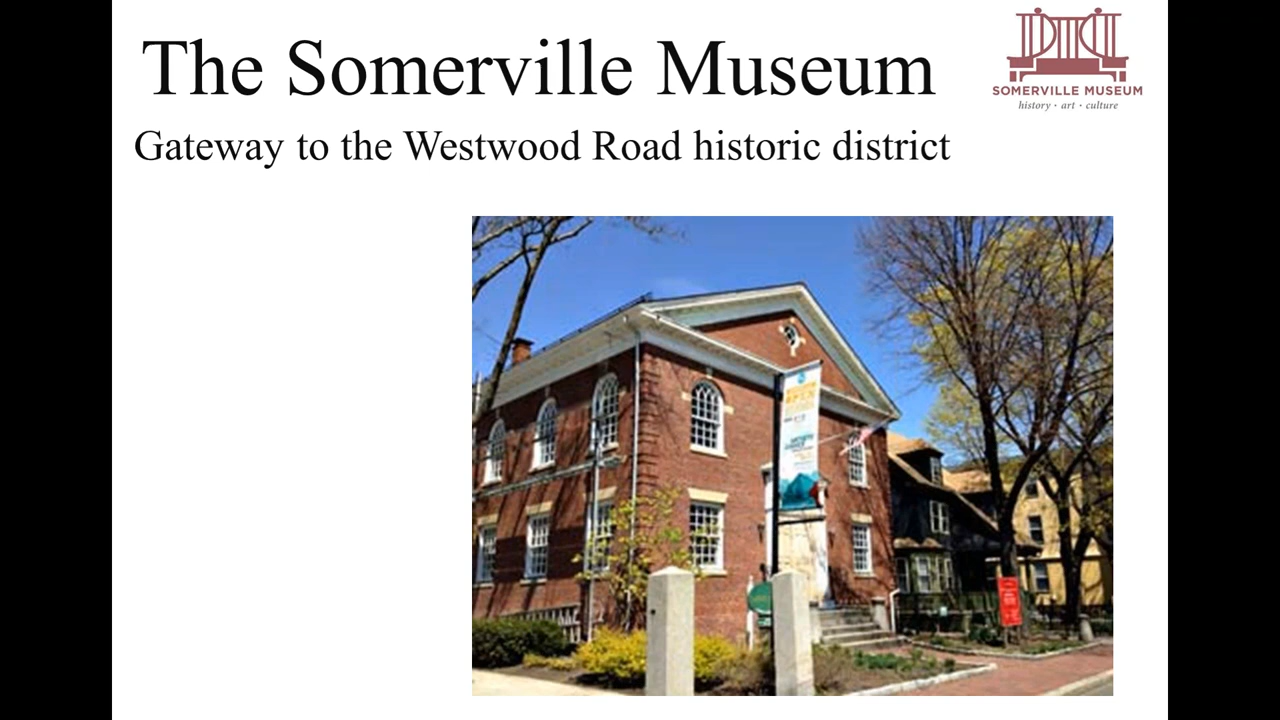 The Somerville Museum
SOMERVILLE MUSEUM
history · art · culture
Gateway to the Westwood Road historic district